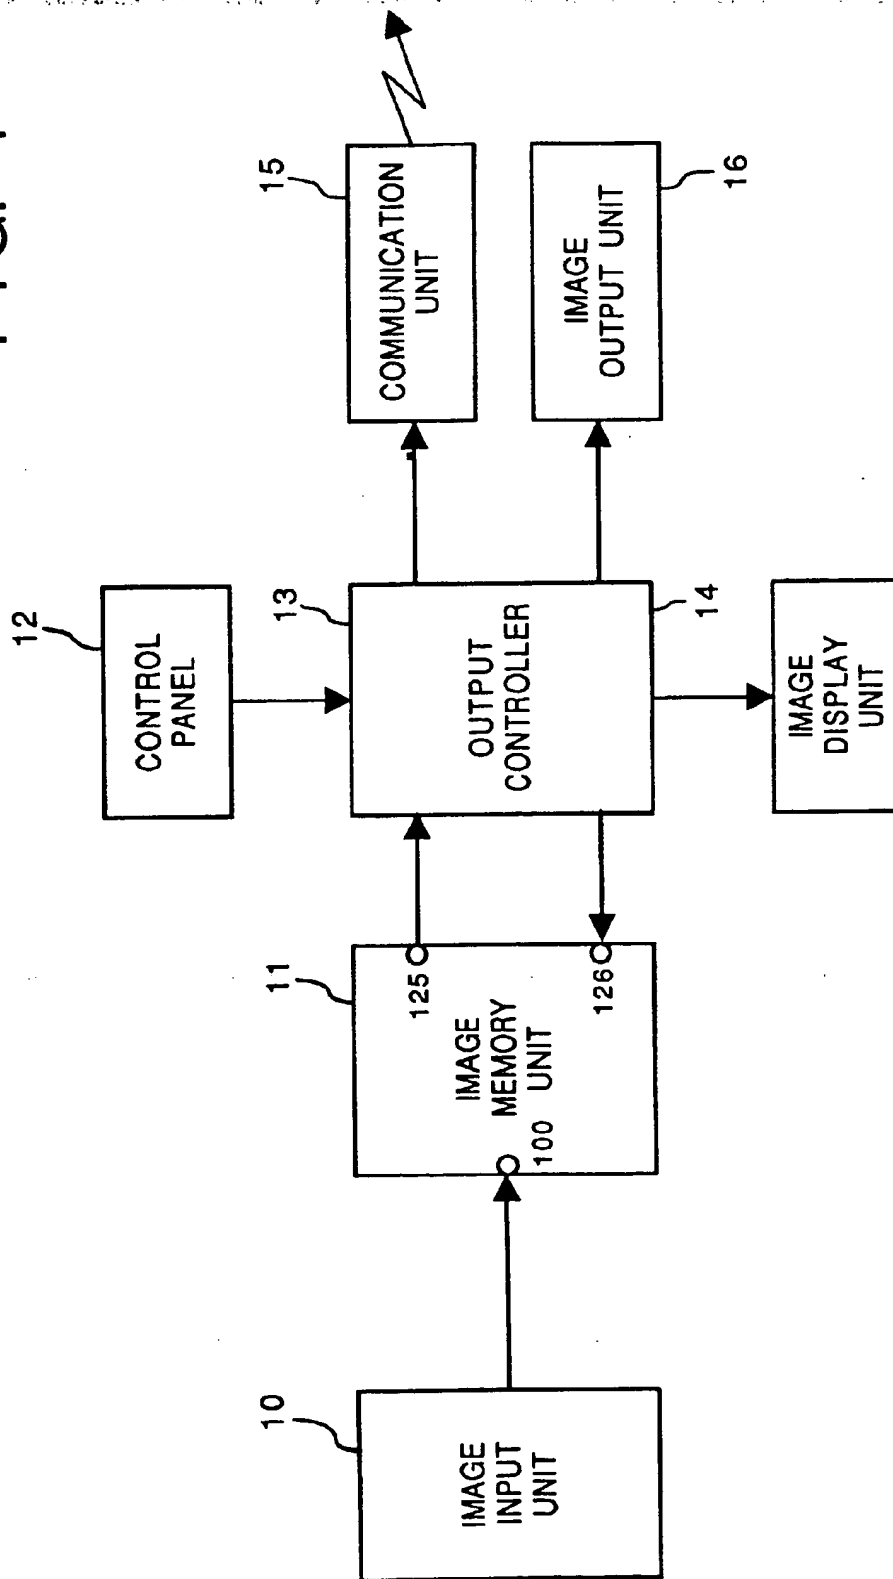 12
CONTROL
PANEL
15
COMMUNICATION
UNIT
10
IMAGE
INPUT
UNIT
100
11
IMAGE
MEMORY
UNIT
125
126
13
OUTPUT
CONTROLLER
14
IMAGE
DISPLAY
UNIT
IMAGE
OUTPUT UNIT
16